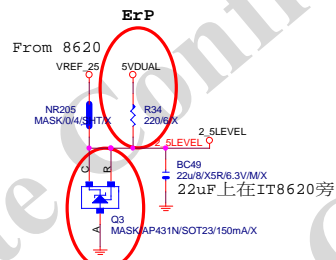 ErP
From 8620
VREF_25
5VDUAL
NR205
MASK/0/4/SHT/X
R34
220/6/X
2_5LEVEL
2_5LEVEL
BC49
22u/8/X5R/6.3V/M/X
22uF上在IT8620旁
C
R
A
Q3
MASK/AP431N/SOT23/150mA/X